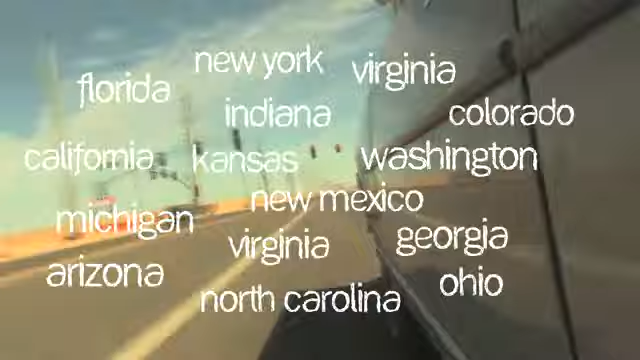 new york
virginia
florida
indiana
colorado
california
kansas
washington
new mexico
michigan
virginia
georgia
arizona
north carolina
ohio